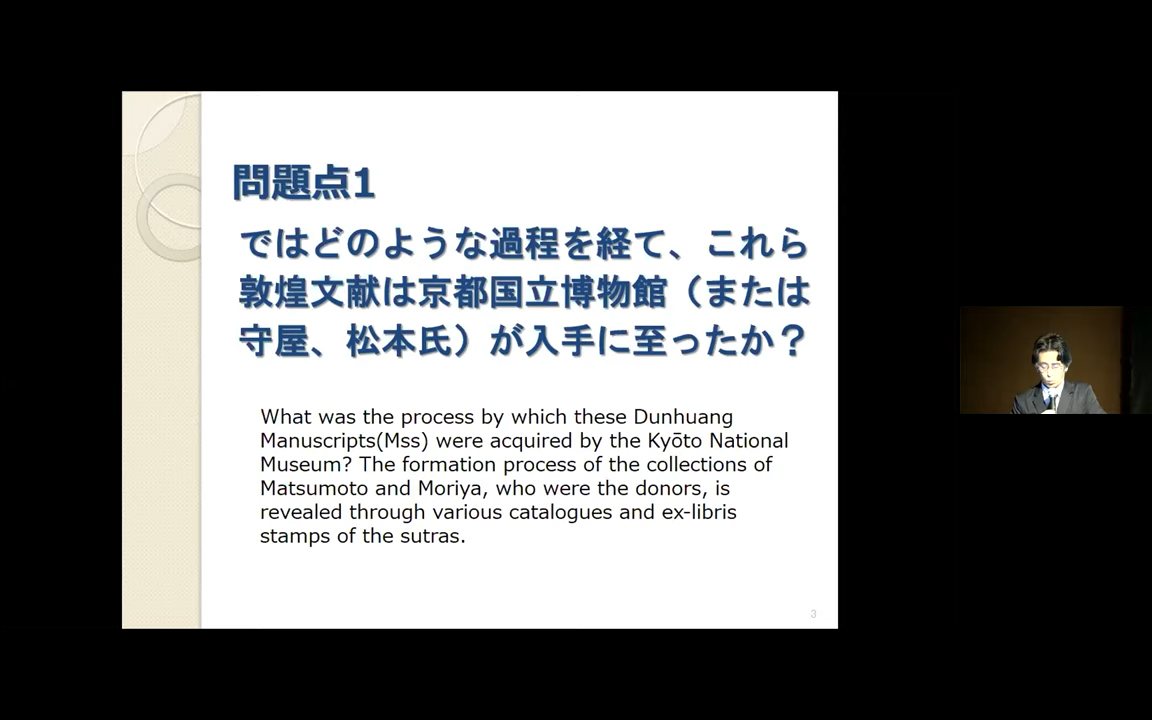 問題点1
ではどのような過程を経て、これら
敦煌文献は京都国立博物館（または
守屋、松本氏）が入手に至ったか？
What was the process by which these Dunhuang
Manuscripts(Mss) were acquired by the Kyōto National
Museum? The formation process of the collections of
Matsumoto and Moriya, who were the donors, is
revealed through various catalogues and ex-libris
stamps of the sutras.
3